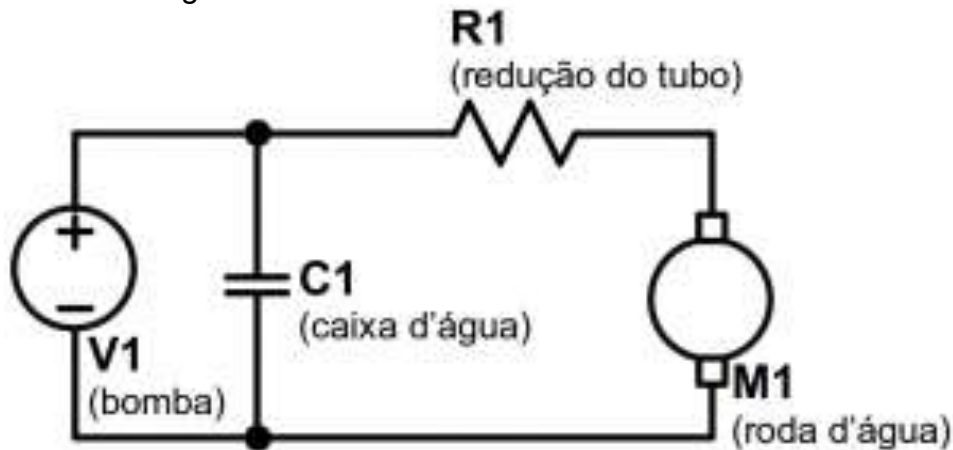 R1
(redução do tubo)
+
−
C1
(caixa d'água)
V1
(bomba)
M1
(roda d'água)